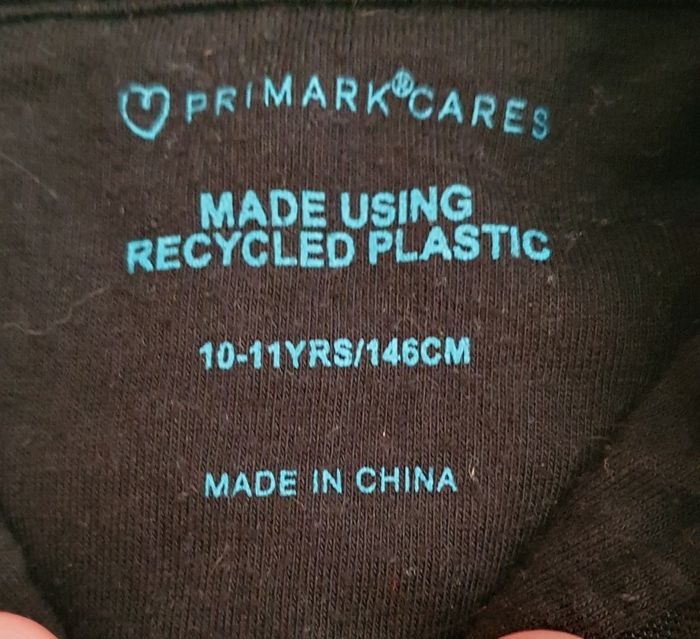 PRIMARK®CARES
MADE USING
RECYCLED PLASTIC
10-11YRS/146CM
MADE IN CHINA